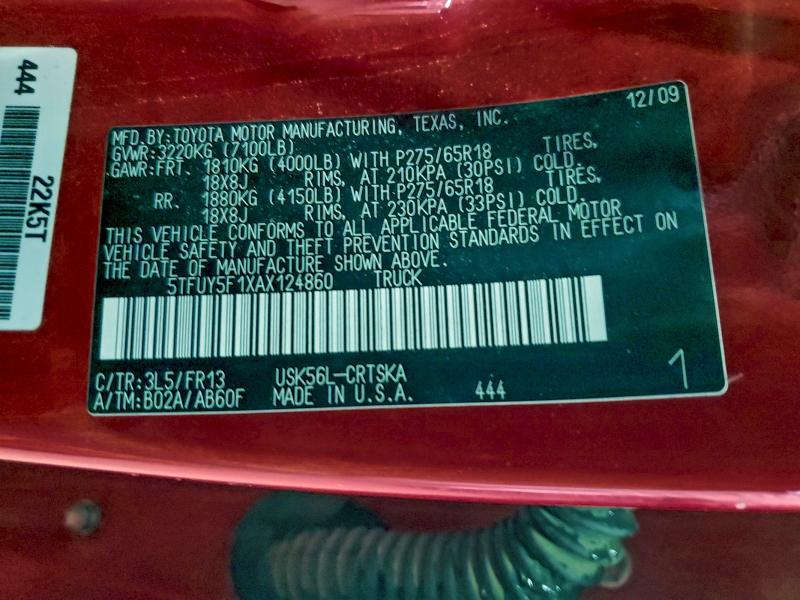 12/09
MFD.BY:TOYOTA MOTOR MANUFACTURING, TEXAS, INC.
GVWR:3220KG (7100LB)
GAWR:FRT. 1810KG (4000LB) WITH P275/65R18 TIRES,
18X8J RIMS, AT 210KPA (30PSI) COLD.
RR. 1880KG (4150LB) WITH P275/65R18 TIRES,
18X8J RIMS, AT 230KPA (33PSI) COLD.
THIS VEHICLE CONFORMS TO ALL APPLICABLE FEDERAL MOTOR
VEHICLE SAFETY AND THEFT PREVENTION STANDARDS IN EFFECT ON
THE DATE OF MANUFACTURE SHOWN ABOVE.
5TFUY5F1XAX124860 TRUCK
C/TR:3L5/FR13 USK56L-CRTSKA
A/TM:B02A/AB60F MADE IN U.S.A. 444
1
444
22K5T